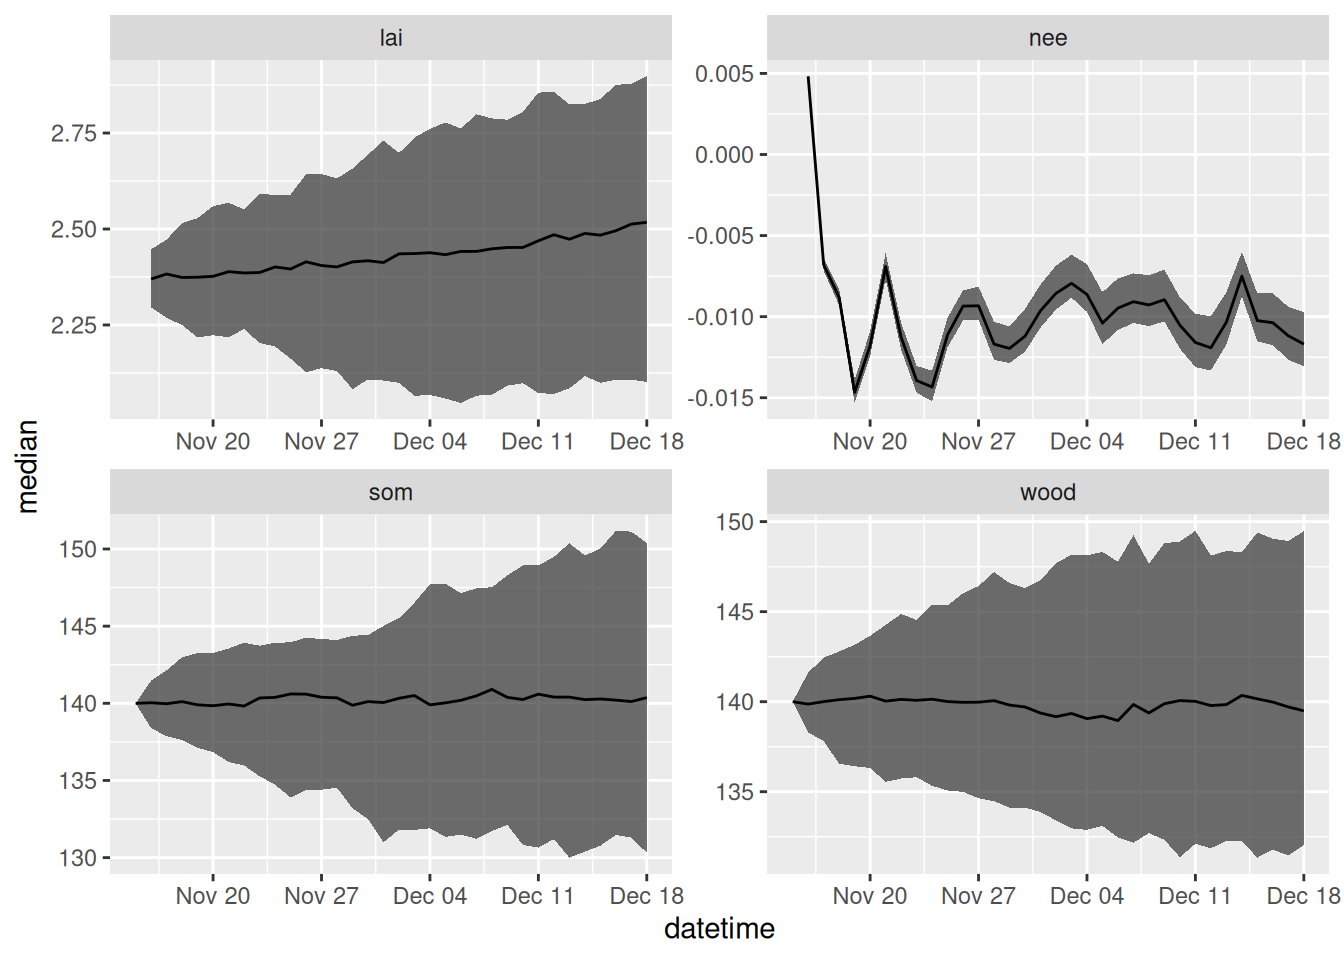 lai
nee
2.75
2.50
2.25
0.005
0.000
-0.005
-0.010
-0.015
Nov 20 Nov 27 Dec 04 Dec 11 Dec 18
Nov 20 Nov 27 Dec 04 Dec 11 Dec 18
median
som
wood
150
145
140
135
130
150
145
140
135
Nov 20 Nov 27 Dec 04 Dec 11 Dec 18
Nov 20 Nov 27 Dec 04 Dec 11 Dec 18
datetime